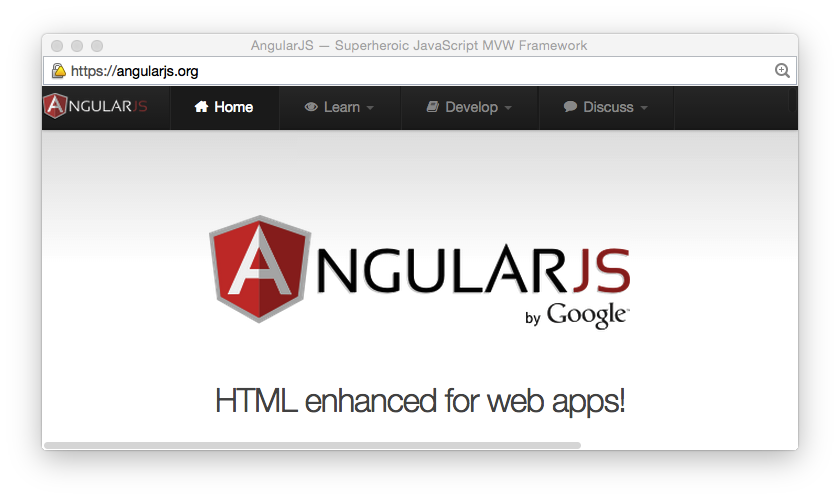 AngularJS — Superheroic JavaScript MVW Framework
https://angularjs.org
ANGULARJS Home Learn Develop Discuss
ANGULARJS
by Google™
HTML enhanced for web apps!